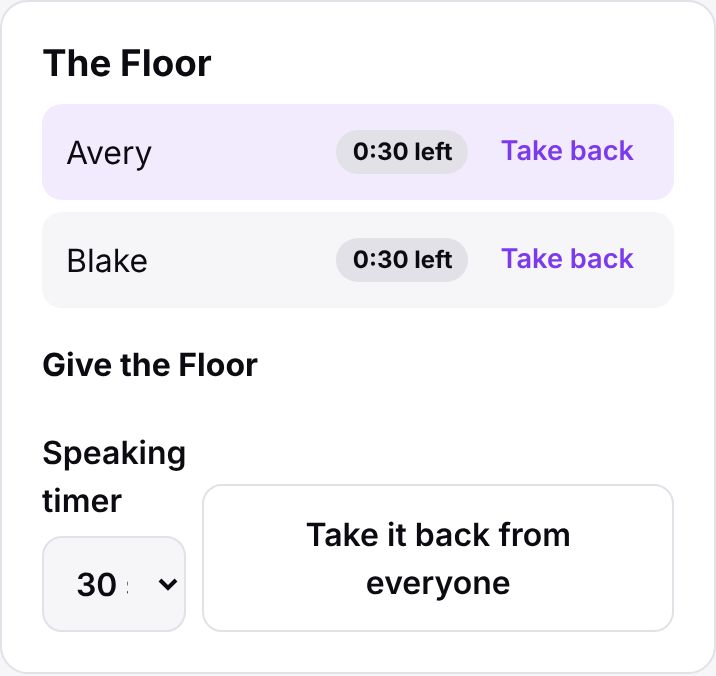 The Floor
Avery 0:30 left Take back
Blake 0:30 left Take back
Give the Floor
Speaking
timer
30
Take it back from
everyone